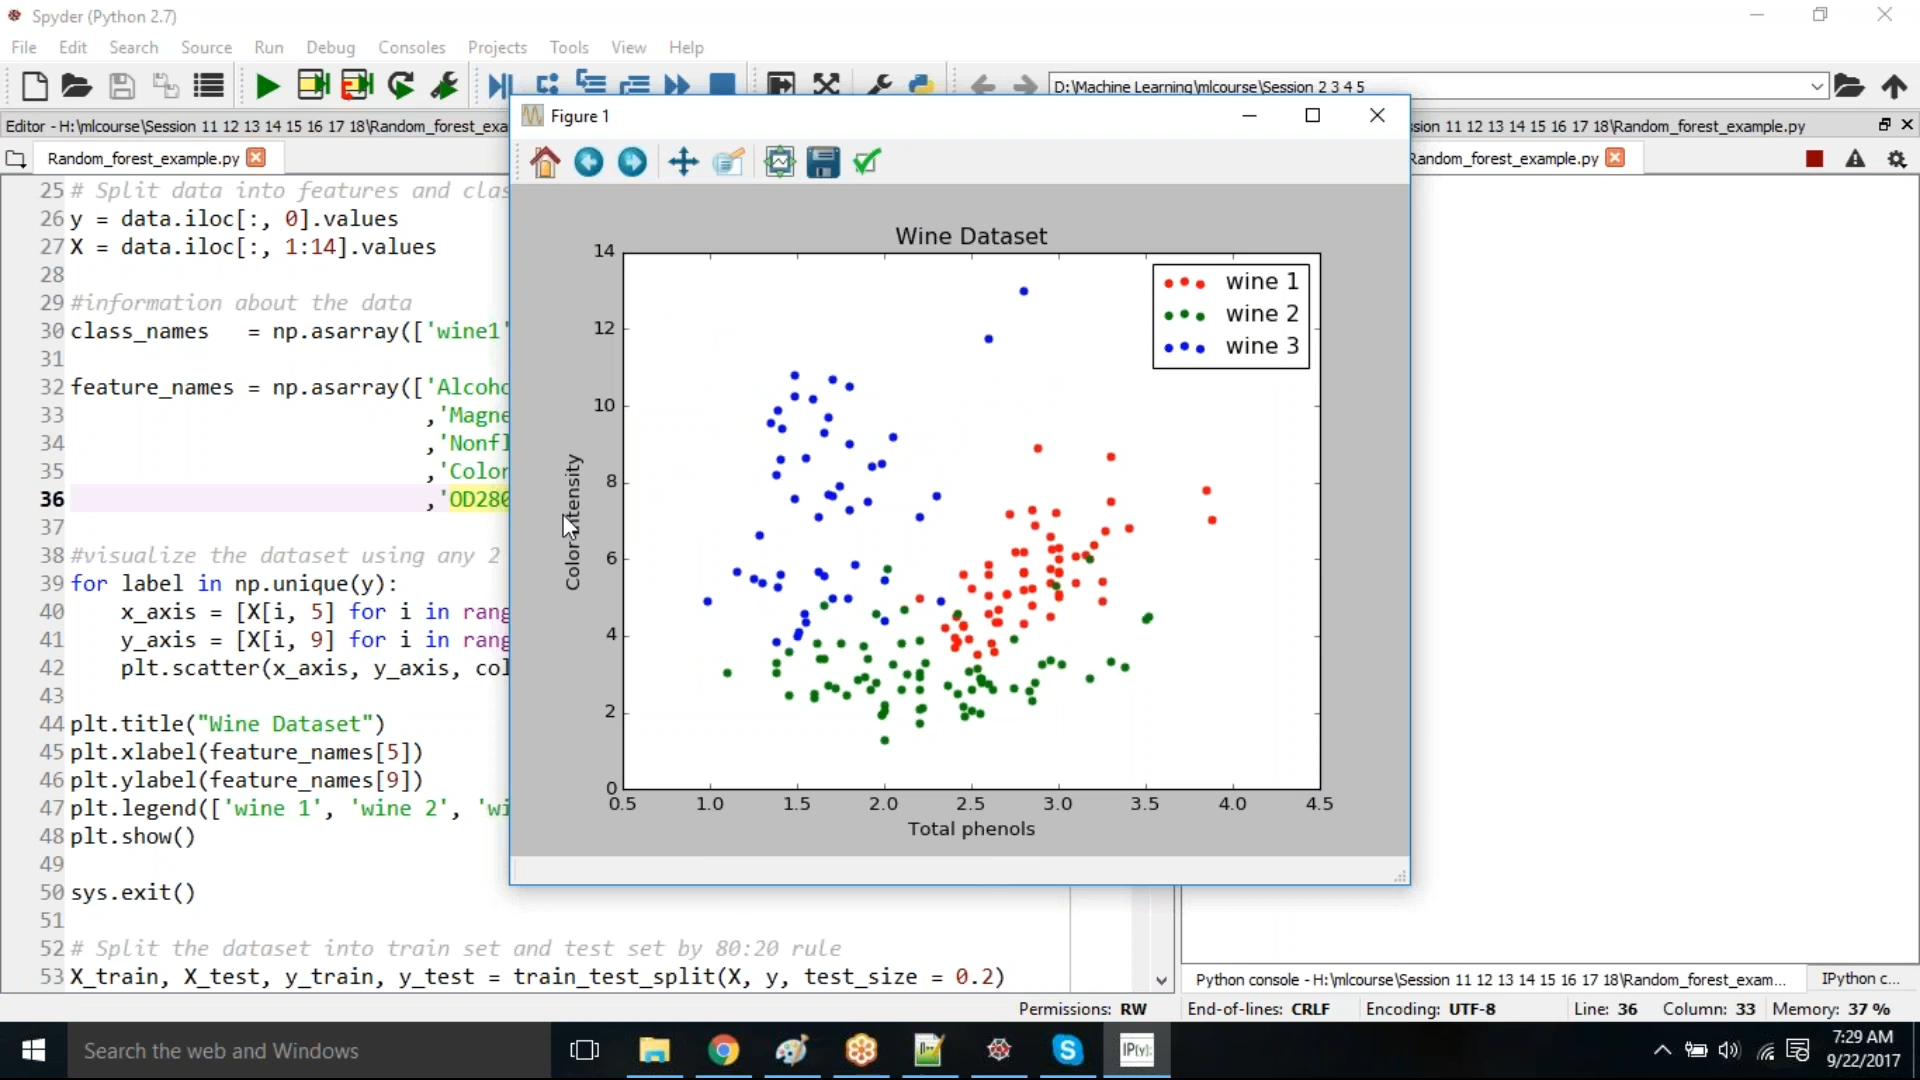 Spyder (Python 2.7)
File Edit Search Source Run Debug Consoles Projects Tools View Help
D:\Machine Learning\mlcourse\Session 2 3 4 5
Editor - H:\mlcourse\Session 11 12 13 14 15 16 17 18\Random_forest_exa
Random_forest_example.py
25 # Split data into features and clas
26 y = data.iloc[:, 0].values
27 X = data.iloc[:, 1:14].values
28
29 #information about the data
30 class_names = np.asarray(['wine1'
31
32 feature_names = np.asarray(['Alcoho
33 ,'Magne
34 ,'Nonfl
35 ,'Color
36 ,'OD280
37
38 #visualize the dataset using any 2
39 for label in np.unique(y):
40 x_axis = [X[i, 5] for i in rang
41 y_axis = [X[i, 9] for i in rang
42 plt.scatter(x_axis, y_axis, col
43
44 plt.title("Wine Dataset")
45 plt.xlabel(feature_names[5])
46 plt.ylabel(feature_names[9])
47 plt.legend(['wine 1', 'wine 2', 'wi
48 plt.show()
49
50 sys.exit()
51
52 # Split the dataset into train set and test set by 80:20 rule
53 X_train, X_test, y_train, y_test = train_test_split(X, y, test_size = 0.2)
Figure 1
Wine Dataset
wine 1
wine 2
wine 3
14
12
10
8
6
4
2
0
Color intensity
0.5 1.0 1.5 2.0 2.5 3.0 3.5 4.0 4.5
Total phenols
ssion 11 12 13 14 15 16 17 18\Random_forest_example.py
Random_forest_example.py
Python console - H:\mlcourse\Session 11 12 13 14 15 16 17 18\Random_forest_exam...
IPython c...
Permissions: RW End-of-lines: CRLF Encoding: UTF-8 Line: 36 Column: 33 Memory: 37 %
Search the web and Windows
IP[y]:
7:29 AM
9/22/2017